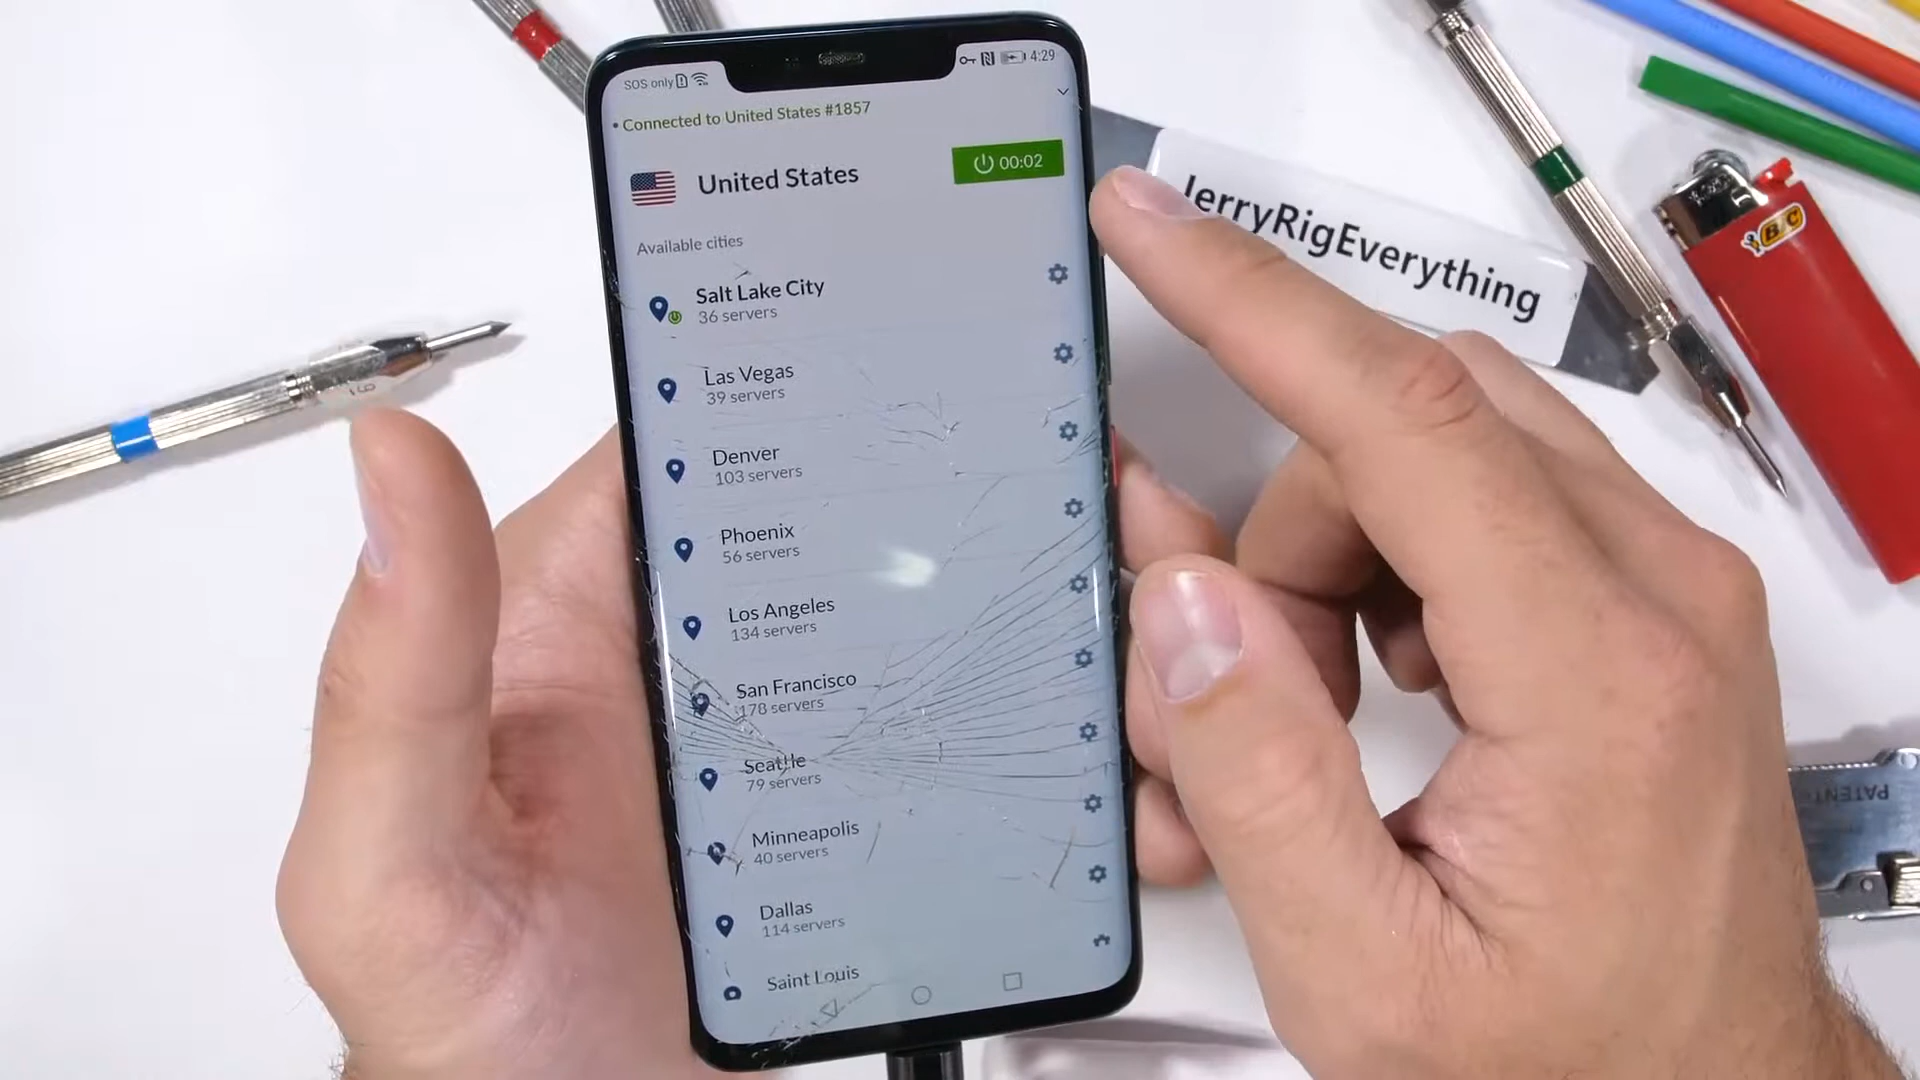 SOS only
4:29
Connected to United States #1857
United States
00:02
Available cities
Salt Lake City
36 servers
Las Vegas
39 servers
Denver
103 servers
Phoenix
56 servers
Los Angeles
134 servers
San Francisco
178 servers
Seattle
79 servers
Minneapolis
40 servers
Dallas
114 servers
Saint Louis
JerryRigEverything
BIC
16
PATENT